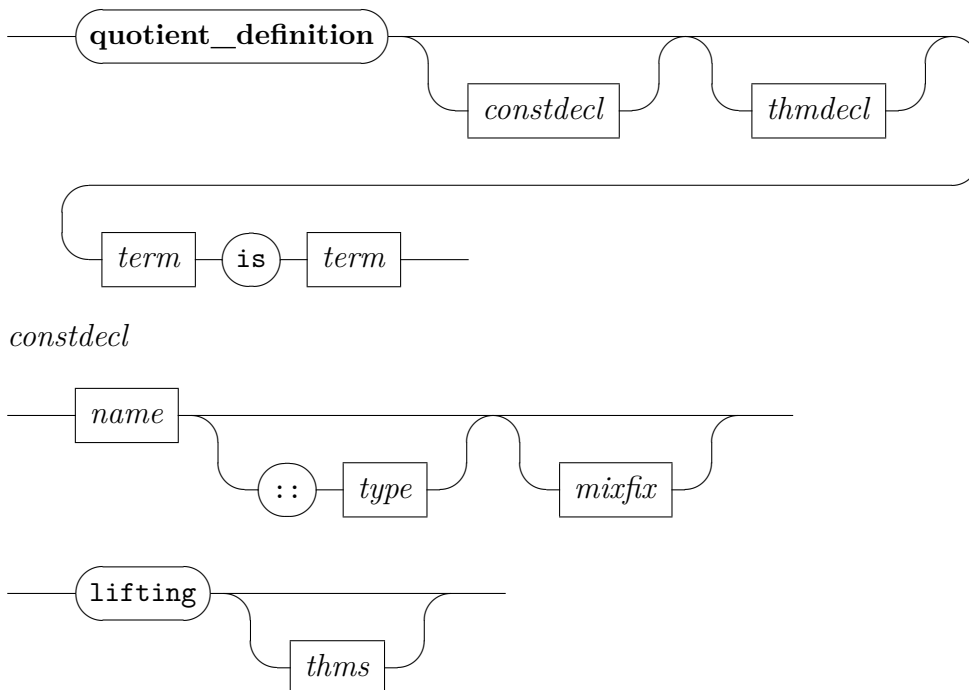 quotient_definition
constdecl thmdecl
term is term
constdecl
name
:: type mixfix
lifting
thms